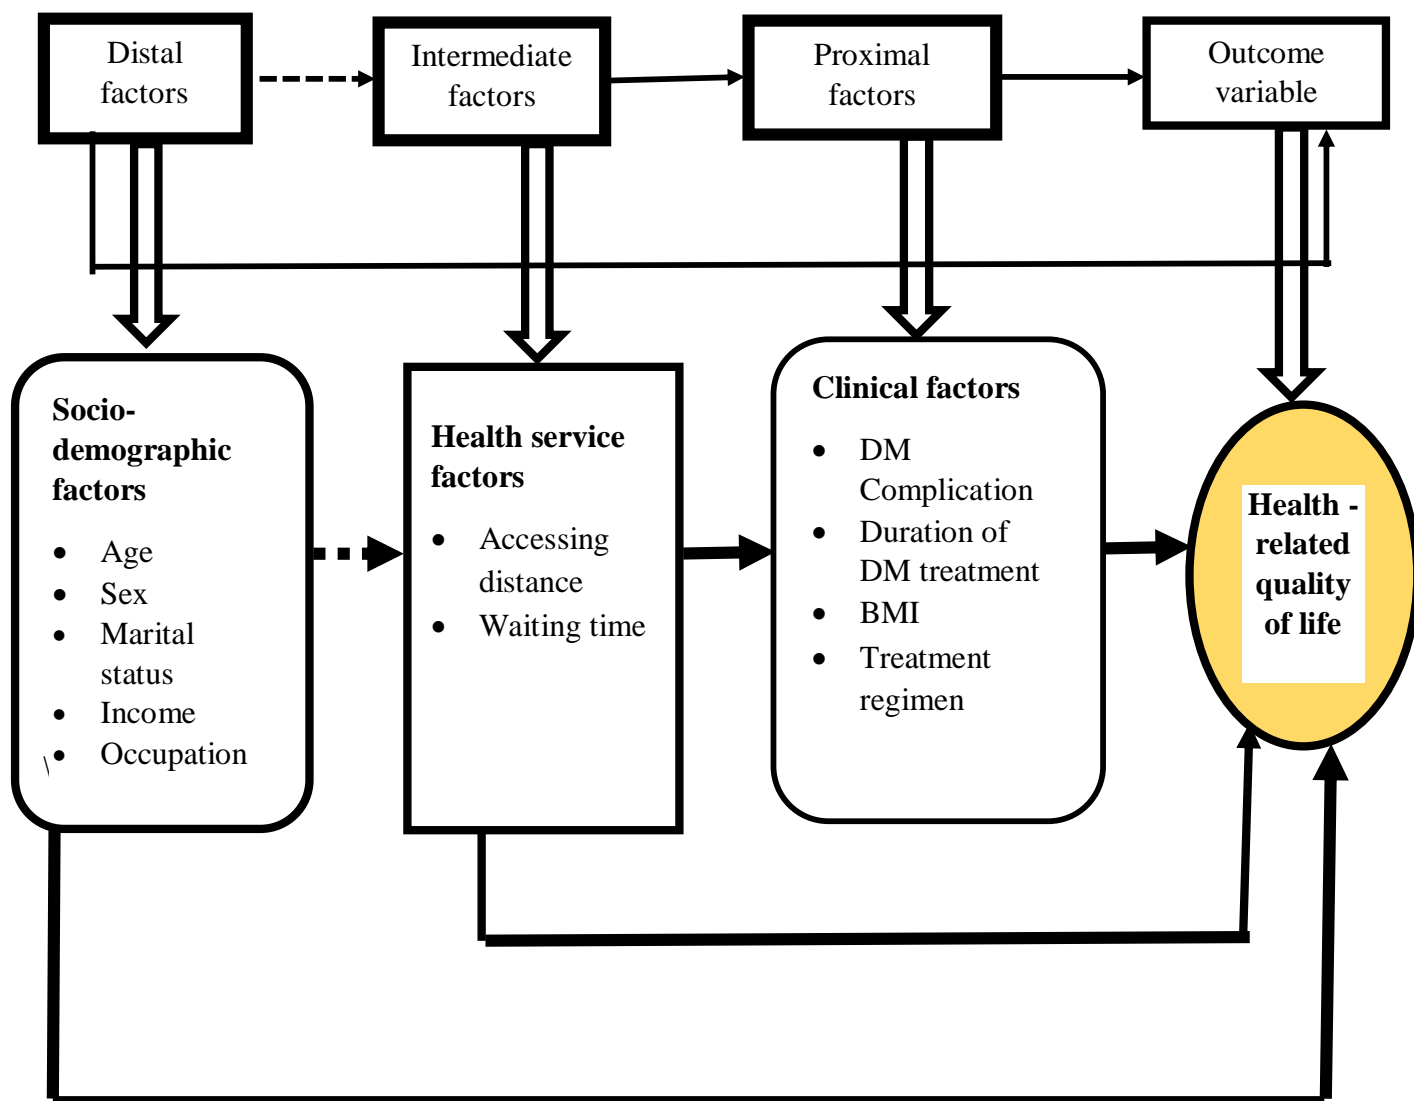 Distal
factors
Intermediate
factors
Proximal
factors
Outcome
variable
Socio-
demographic
factors
• Age
• Sex
• Marital
status
• Income
• Occupation
\
Health service
factors
• Accessing
distance
• Waiting time
Clinical factors
• DM
Complication
• Duration of
DM treatment
• BMI
• Treatment
regimen
Health -
related
quality
of life